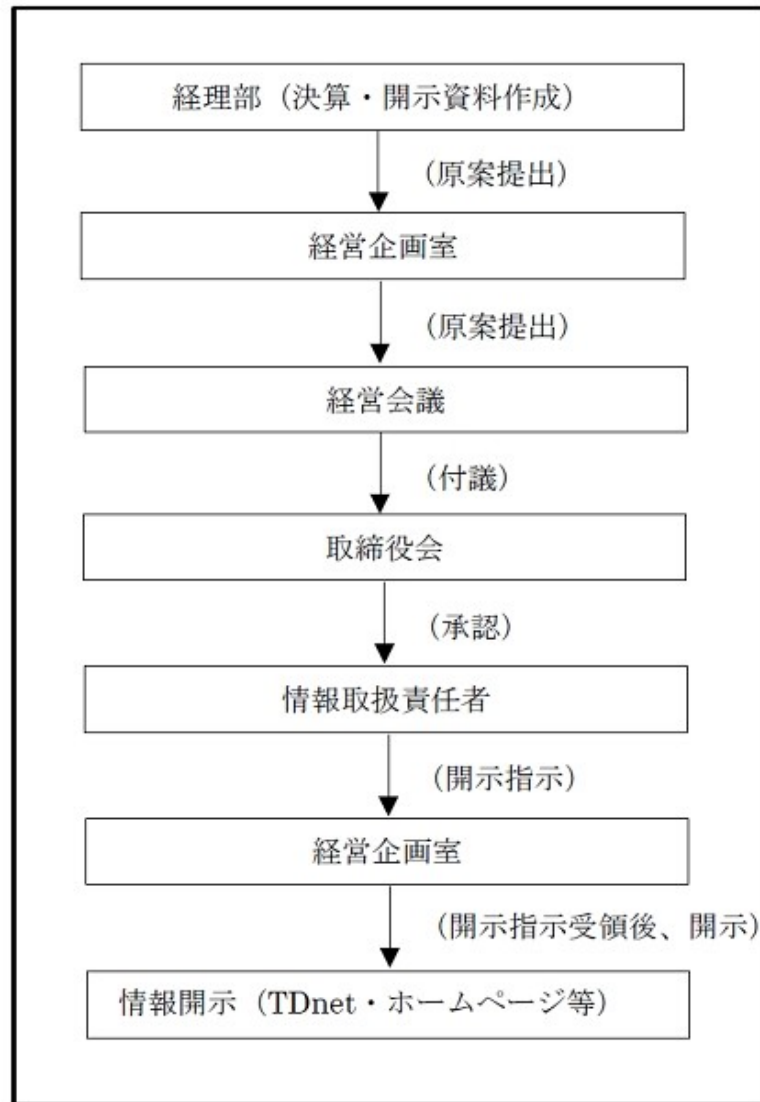 経理部（決算・開示資料作成）
（原案提出）
経営企画室
（原案提出）
経営会議
（付議）
取締役会
（承認）
情報取扱責任者
（開示指示）
経営企画室
（開示指示受領後、開示）
情報開示（TDnet・ホームページ等）